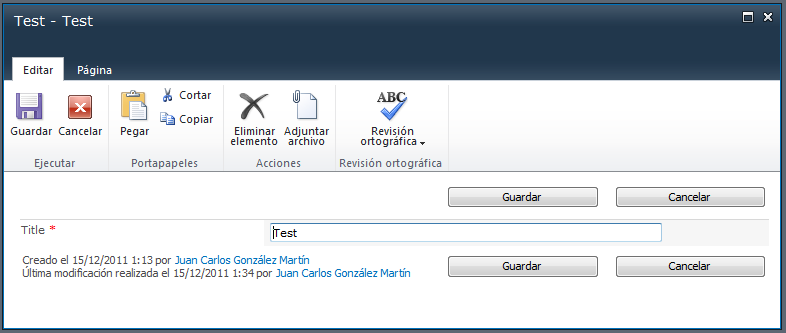 Test - Test
Editar Página
Guardar Cancelar Pegar Cortar Copiar Eliminar elemento Adjuntar archivo ABC Revisión ortográfica
Ejecutar Portapapeles Acciones Revisión ortográfica
Guardar Cancelar
Title * Test
Creado el 15/12/2011 1:13 por Juan Carlos González Martín
Última modificación realizada el 15/12/2011 1:34 por Juan Carlos González Martín
Guardar Cancelar